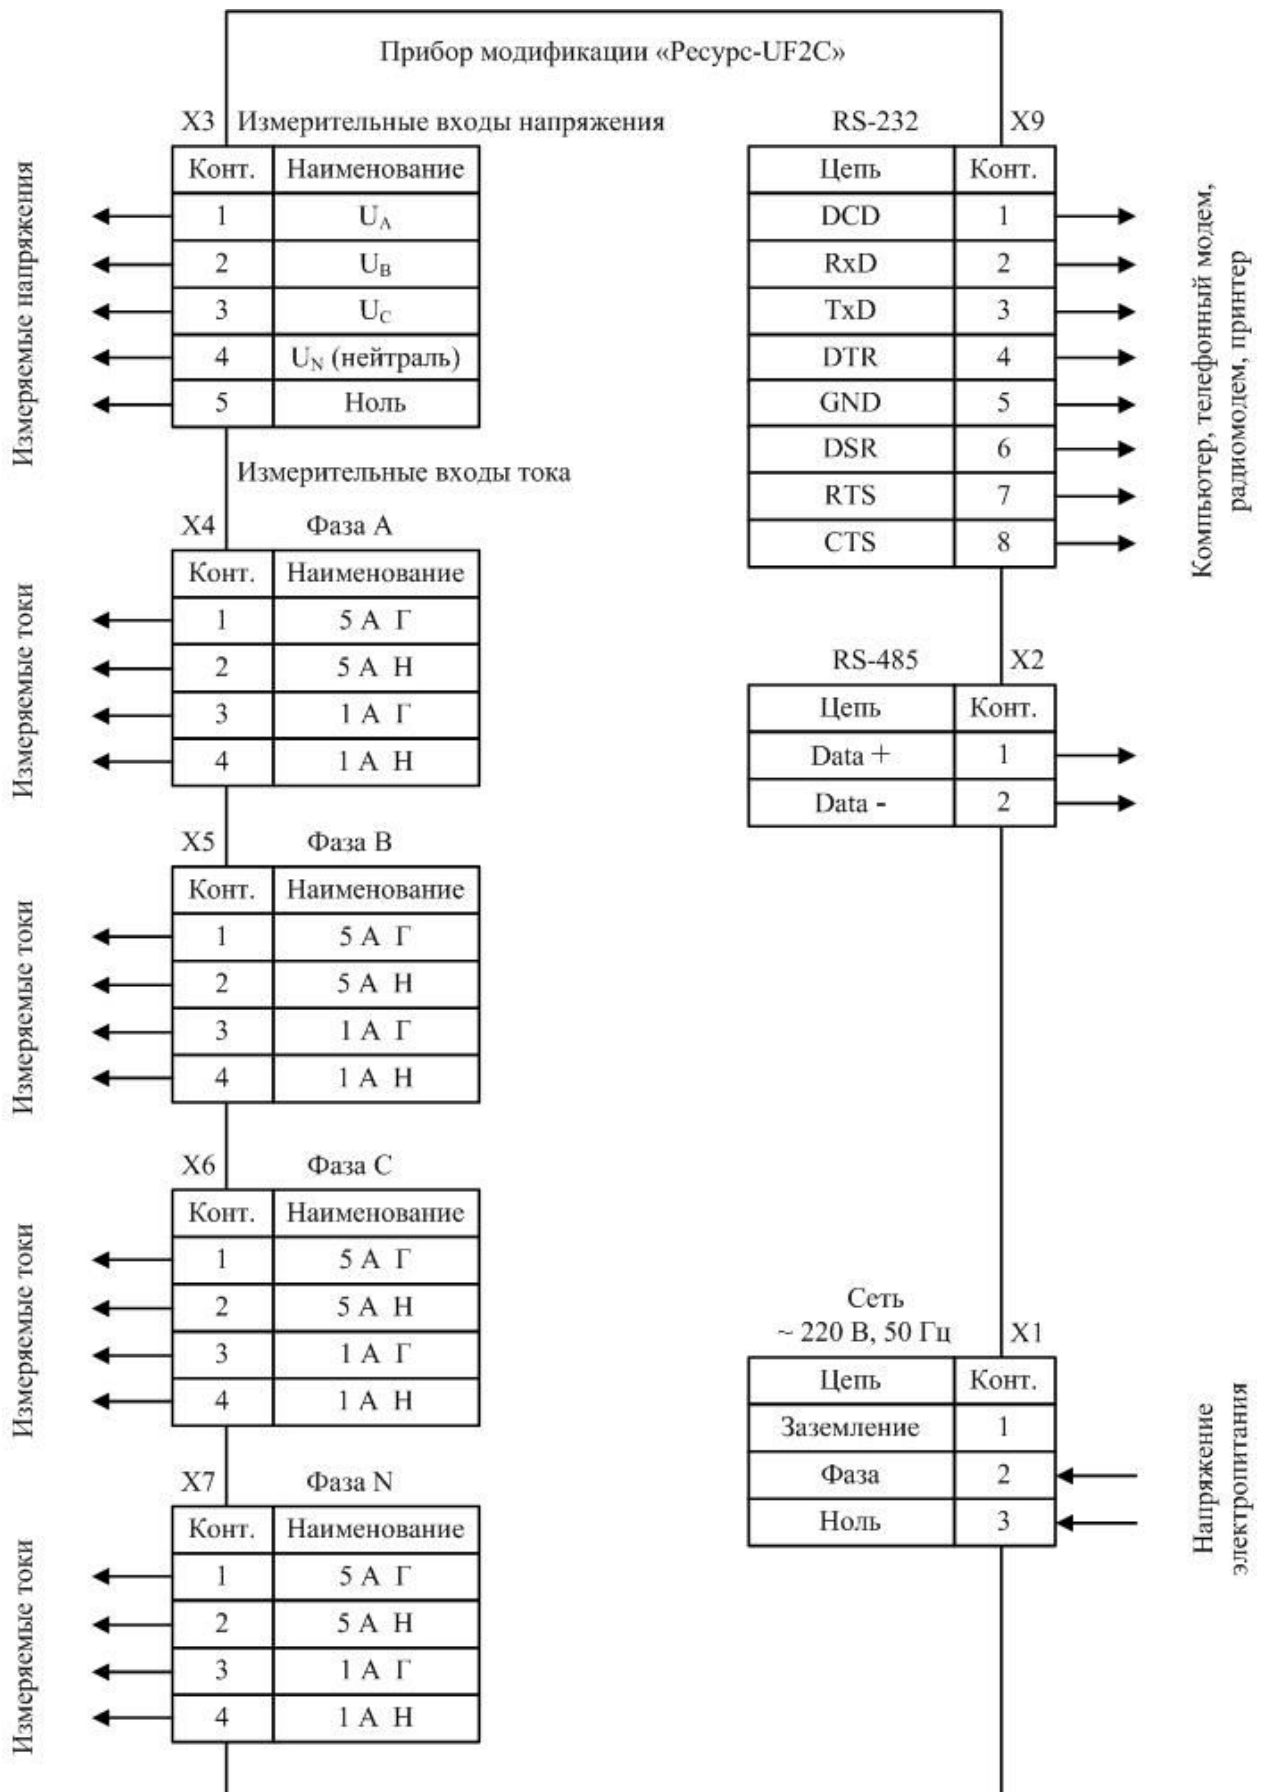 Прибор модификации «Ресурс-UF2C»
X3 Измерительные входы напряжения
Конт. Наименование
1 U_A
2 U_B
3 U_C
4 U_N (нейтраль)
5 Ноль
Измеряемые напряжения
Измерительные входы тока
X4 Фаза A
Конт. Наименование
1 5 А Г
2 5 А Н
3 1 А Г
4 1 А Н
Измеряемые токи
X5 Фаза B
Конт. Наименование
1 5 А Г
2 5 А Н
3 1 А Г
4 1 А Н
Измеряемые токи
X6 Фаза C
Конт. Наименование
1 5 А Г
2 5 А Н
3 1 А Г
4 1 А Н
Измеряемые токи
X7 Фаза N
Конт. Наименование
1 5 А Г
2 5 А Н
3 1 А Г
4 1 А Н
Измеряемые токи
RS-232 X9
Цепь Конт.
DCD 1
RxD 2
TxD 3
DTR 4
GND 5
DSR 6
RTS 7
CTS 8
Компьютер, телефонный модем,
радиомодем, принтер
RS-485 X2
Цепь Конт.
Data + 1
Data - 2
Сеть
~ 220 В, 50 Гц X1
Цепь Конт.
Заземление 1
Фаза 2
Ноль 3
Напряжение
электропитания